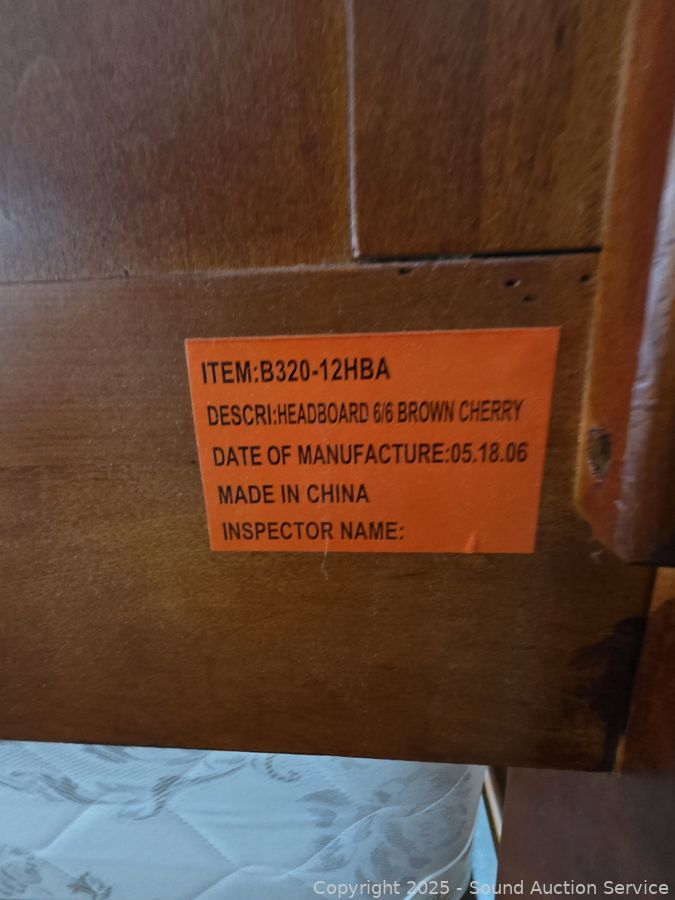 ITEM:B320-12HBA
DESCRI:HEADBOARD 6/6 BROWN CHERRY
DATE OF MANUFACTURE:05.18.06
MADE IN CHINA
INSPECTOR NAME:
Copyright © 2025 - Sound Auction Service